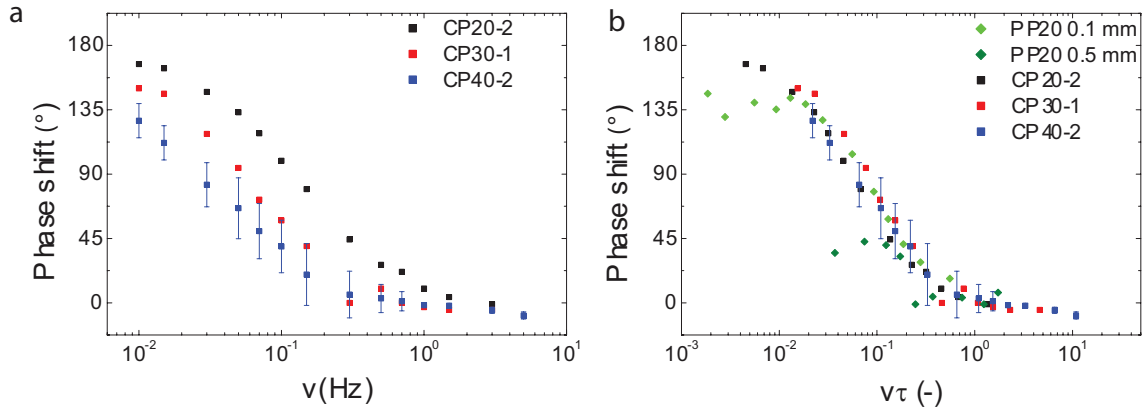 a
CP20-2
CP30-1
CP40-2
180
135
90
45
0
Phase shift (°)
10⁻²
10⁻¹
10⁰
10¹
ν (Hz)
b
PP20 0.1 mm
PP20 0.5 mm
CP20-2
CP30-1
CP40-2
180
135
90
45
0
Phase shift (°)
10⁻³
10⁻²
10⁻¹
10⁰
10¹
ντ (-)